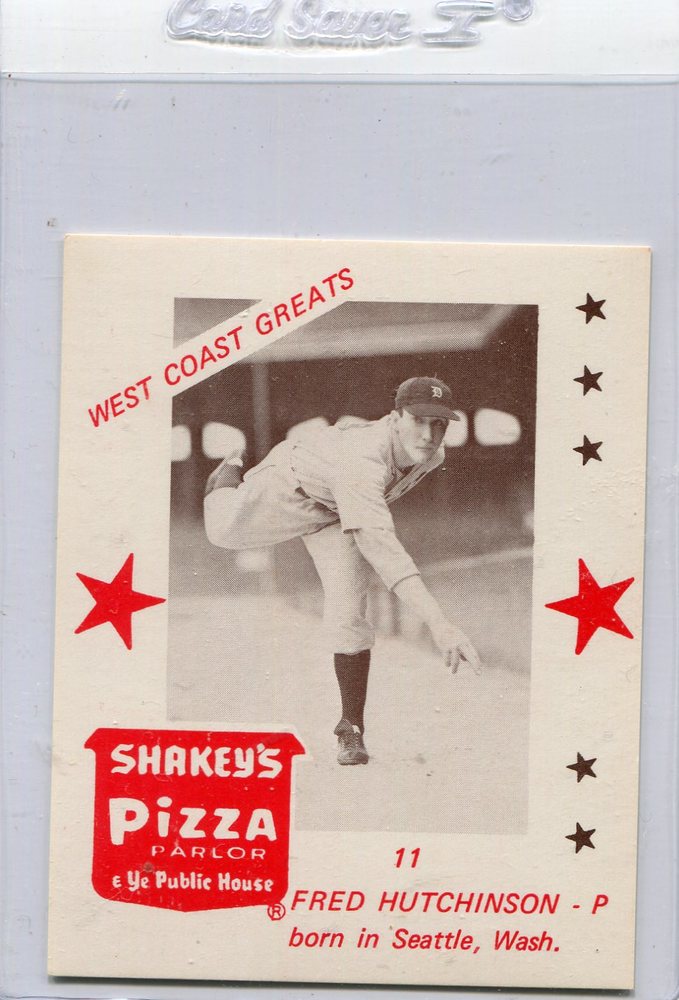 Card Saver I®
WEST COAST GREATS
D
SHAKEY'S
PiZZA
PARLOR
& Ye Public House
®
11
FRED HUTCHINSON - P
born in Seattle, Wash.